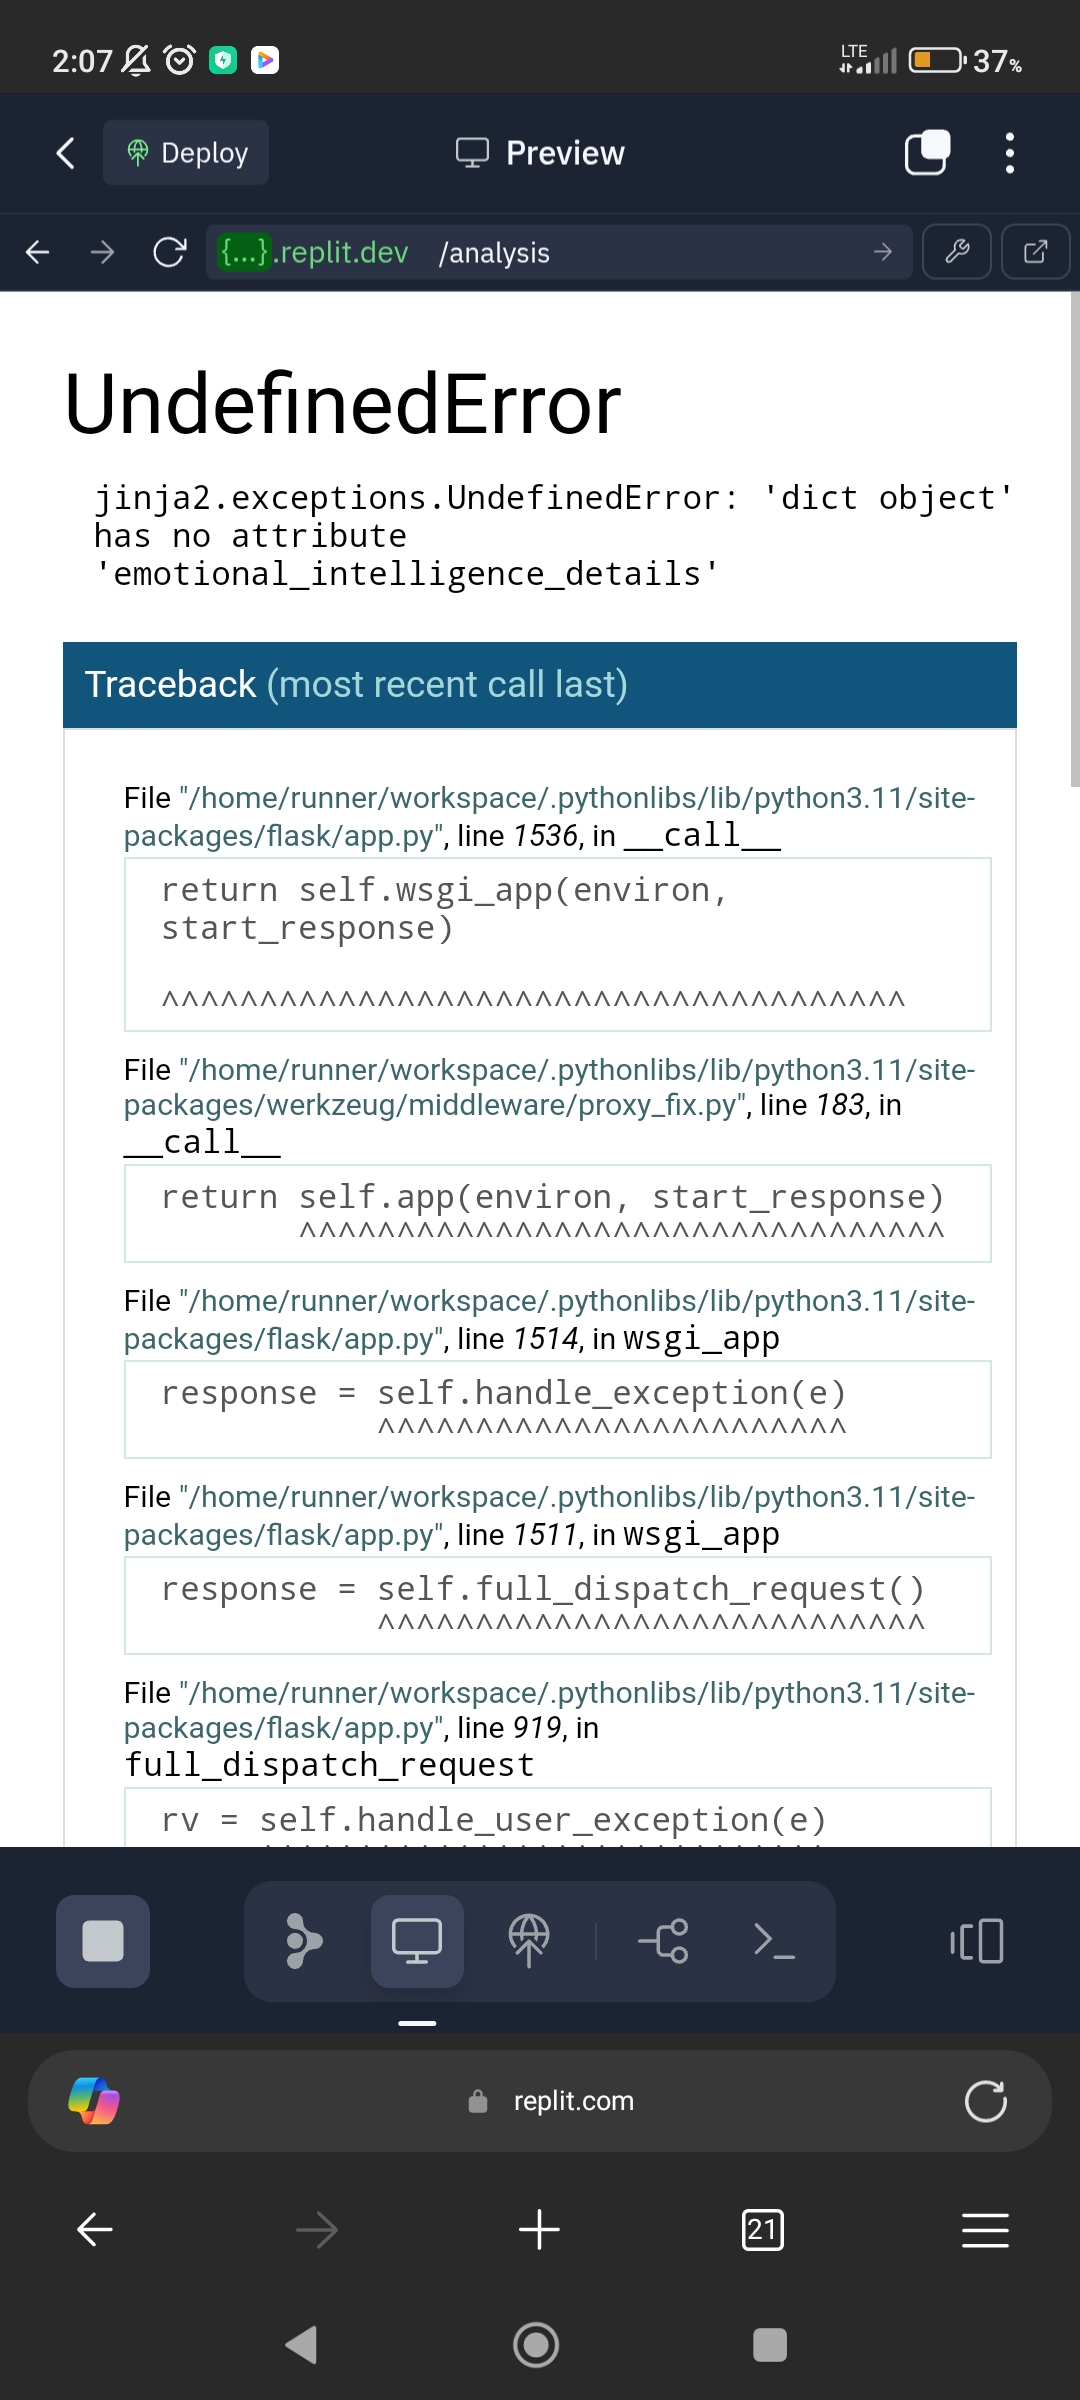 2:07
LTE
37%
Deploy
Preview
{...}.replit.dev /analysis
UndefinedError
jinja2.exceptions.UndefinedError: 'dict object'
has no attribute
'emotional_intelligence_details'
Traceback (most recent call last)
File "/home/runner/workspace/.pythonlibs/lib/python3.11/site-
packages/flask/app.py", line 1536, in __call__
return self.wsgi_app(environ,
start_response)
^^^^^^^^^^^^^^^^^^^^^^^^^^^^^^^^^^^^^^
File "/home/runner/workspace/.pythonlibs/lib/python3.11/site-
packages/werkzeug/middleware/proxy_fix.py", line 183, in
__call__
return self.app(environ, start_response)
^^^^^^^^^^^^^^^^^^^^^^^^^^^^^^^^^
File "/home/runner/workspace/.pythonlibs/lib/python3.11/site-
packages/flask/app.py", line 1514, in wsgi_app
response = self.handle_exception(e)
^^^^^^^^^^^^^^^^^^^^^^^^
File "/home/runner/workspace/.pythonlibs/lib/python3.11/site-
packages/flask/app.py", line 1511, in wsgi_app
response = self.full_dispatch_request()
^^^^^^^^^^^^^^^^^^^^^^^^^^^^
File "/home/runner/workspace/.pythonlibs/lib/python3.11/site-
packages/flask/app.py", line 919, in
full_dispatch_request
rv = self.handle_user_exception(e)
replit.com
21